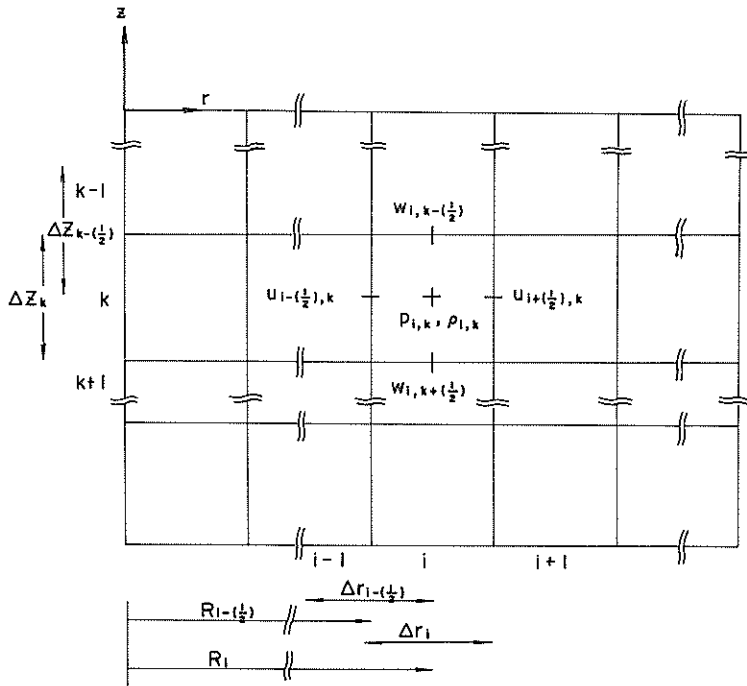 z
r
k-1
ΔZk-(½)
wi,k-(½)
ΔZk
k
ui-(½),k
ui+(½),k
pi,k, ρi,k
k+1
wi,k+(½)
i-1
i
i+1
Δri-(½)
Ri-(½)
Δri
Ri